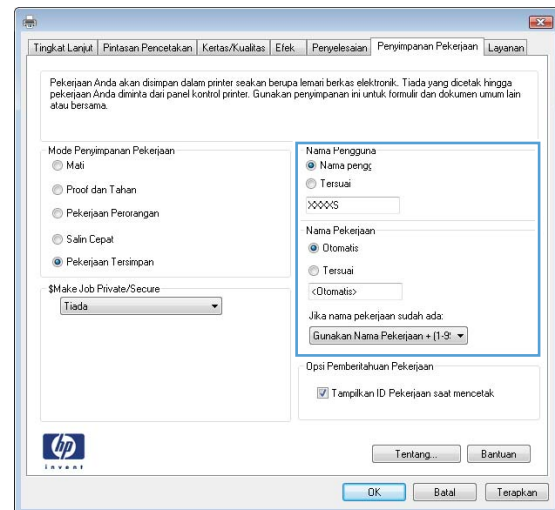 Tingkat Lanjut Pintasan Pencetakan Kertas/Kualitas Efek Penyelesaian Penyimpanan Pekerjaan Layanan
Pekerjaan Anda akan disimpan dalam printer seakan berupa lemari berkas elektronik. Tiada yang dicetak hingga
pekerjaan Anda diminta dari panel kontrol printer. Gunakan penyimpanan ini untuk formulir dan dokumen umum lain
atau bersama.
Mode Penyimpanan Pekerjaan
Mati
Proof dan Tahan
Pekerjaan Perorangan
Salin Cepat
Pekerjaan Tersimpan
$Make Job Private/Secure
Tiada
Nama Pengguna
Nama pengg
Tersuai
XXXXS
Nama Pekerjaan
Otomatis
Tersuai
<Otomatis>
Jika nama pekerjaan sudah ada:
Gunakan Nama Pekerjaan + (1-9
Opsi Pemberitahuan Pekerjaan
Tampilkan ID Pekerjaan saat mencetak
hp
invent
Tentang... Bantuan
OK Batal Terapkan